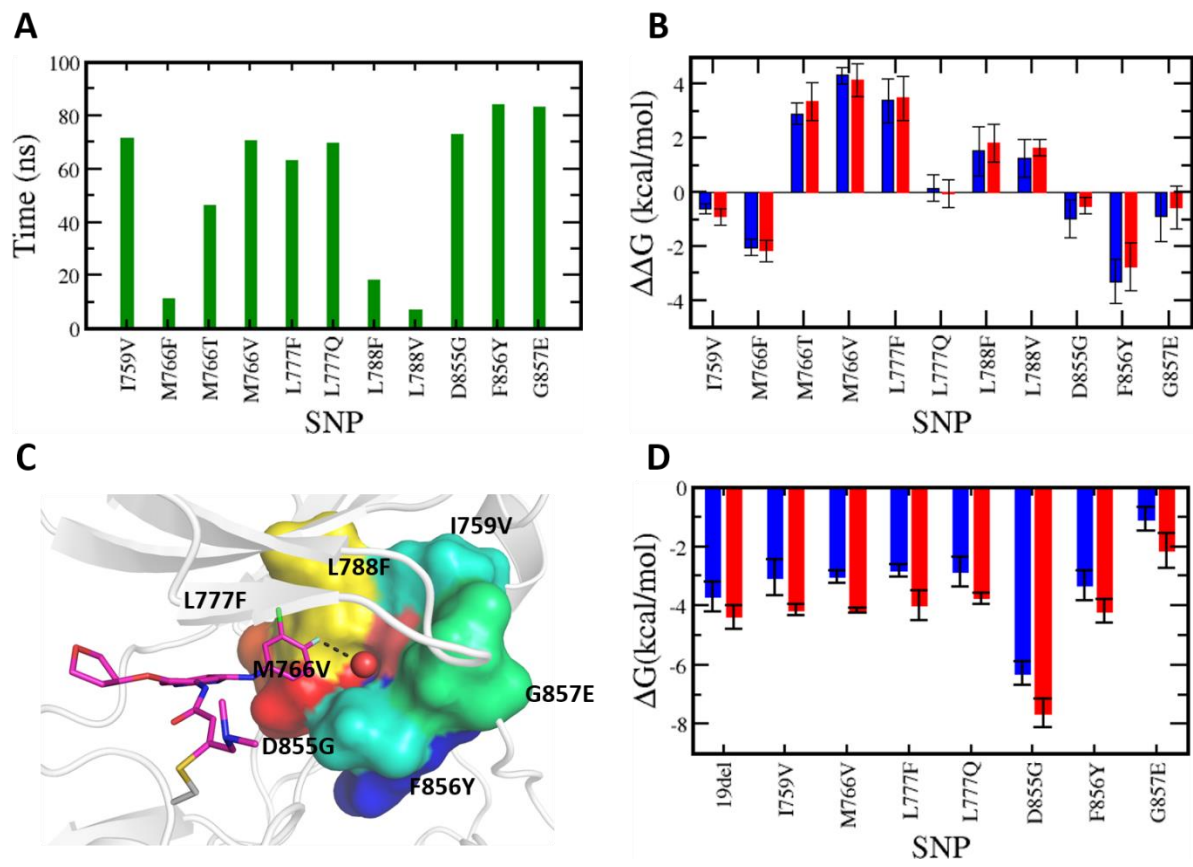 A
Time (ns)
100
80
60
40
20
0
I759V
M766F
M766T
M766V
L777F
L777Q
L788F
L788V
D855G
F856Y
G857E
SNP
B
ΔΔG (kcal/mol)
4
2
0
-2
-4
I759V
M766F
M766T
M766V
L777F
L777Q
L788F
L788V
D855G
F856Y
G857E
SNP
C
I759V
L788F
L777F
M766V
G857E
D855G
F856Y
D
ΔG(kcal/mol)
0
-2
-4
-6
-8
19del
I759V
M766V
L777F
L777Q
D855G
F856Y
G857E
SNP